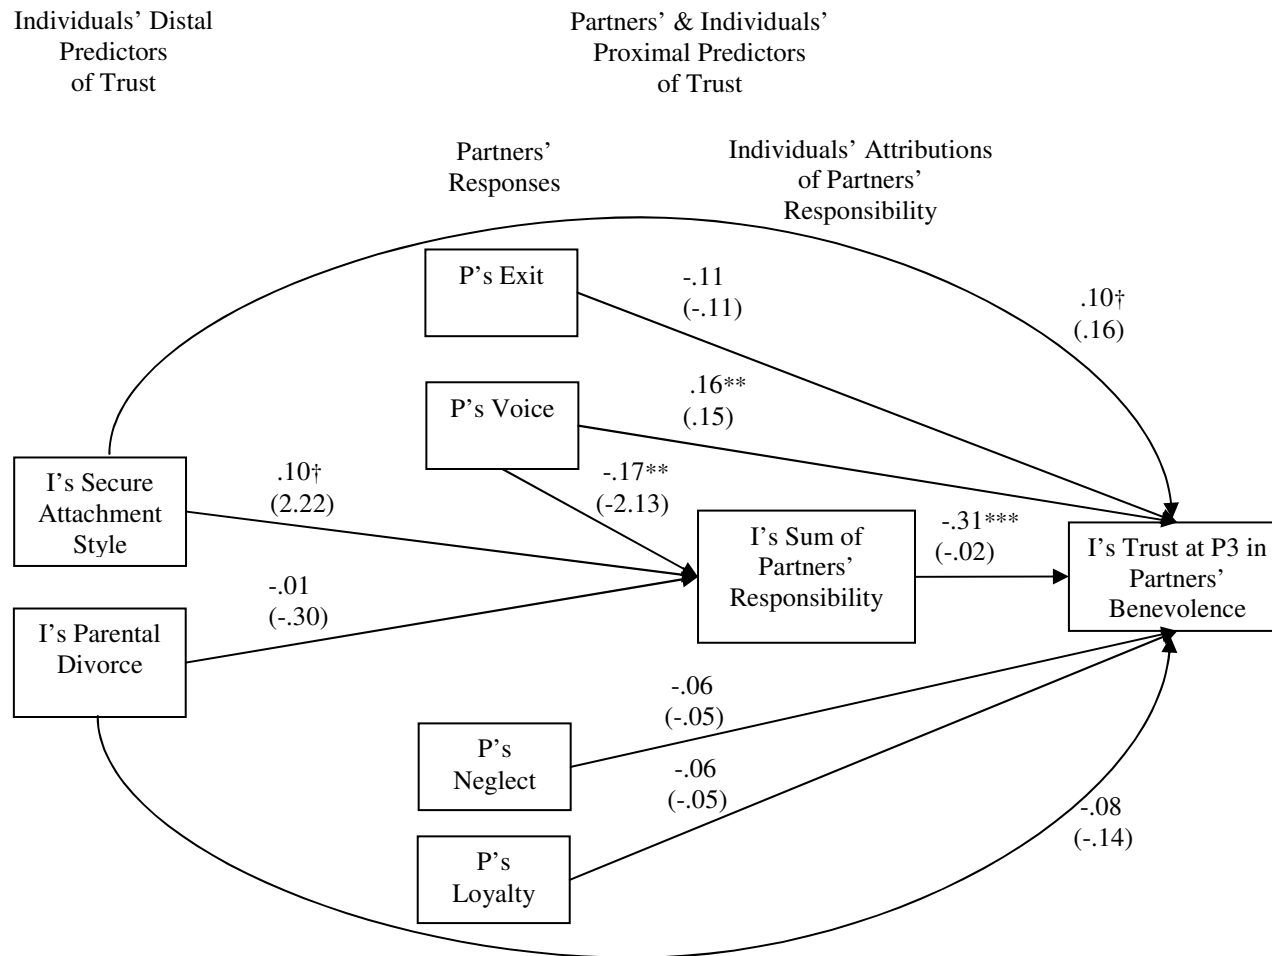 Individuals’ Distal
Predictors
of Trust
Partners’ & Individuals’
Proximal Predictors
of Trust
Partners’
Responses
Individuals’ Attributions
of Partners’
Responsibility
P’s Exit
-.11
(-.11)
.10†
(.16)
P’s Voice
.16**
(.15)
-.17**
(-2.13)
I’s Secure
Attachment
Style
.10†
(2.22)
I’s Sum of
Partners’
Responsibility
-.31***
(-.02)
I’s Trust at P3 in
Partners’
Benevolence
-.01
(-.30)
I’s Parental
Divorce
P’s
Neglect
-.06
(-.05)
-.06
(-.05)
P’s
Loyalty
-.08
(-.14)